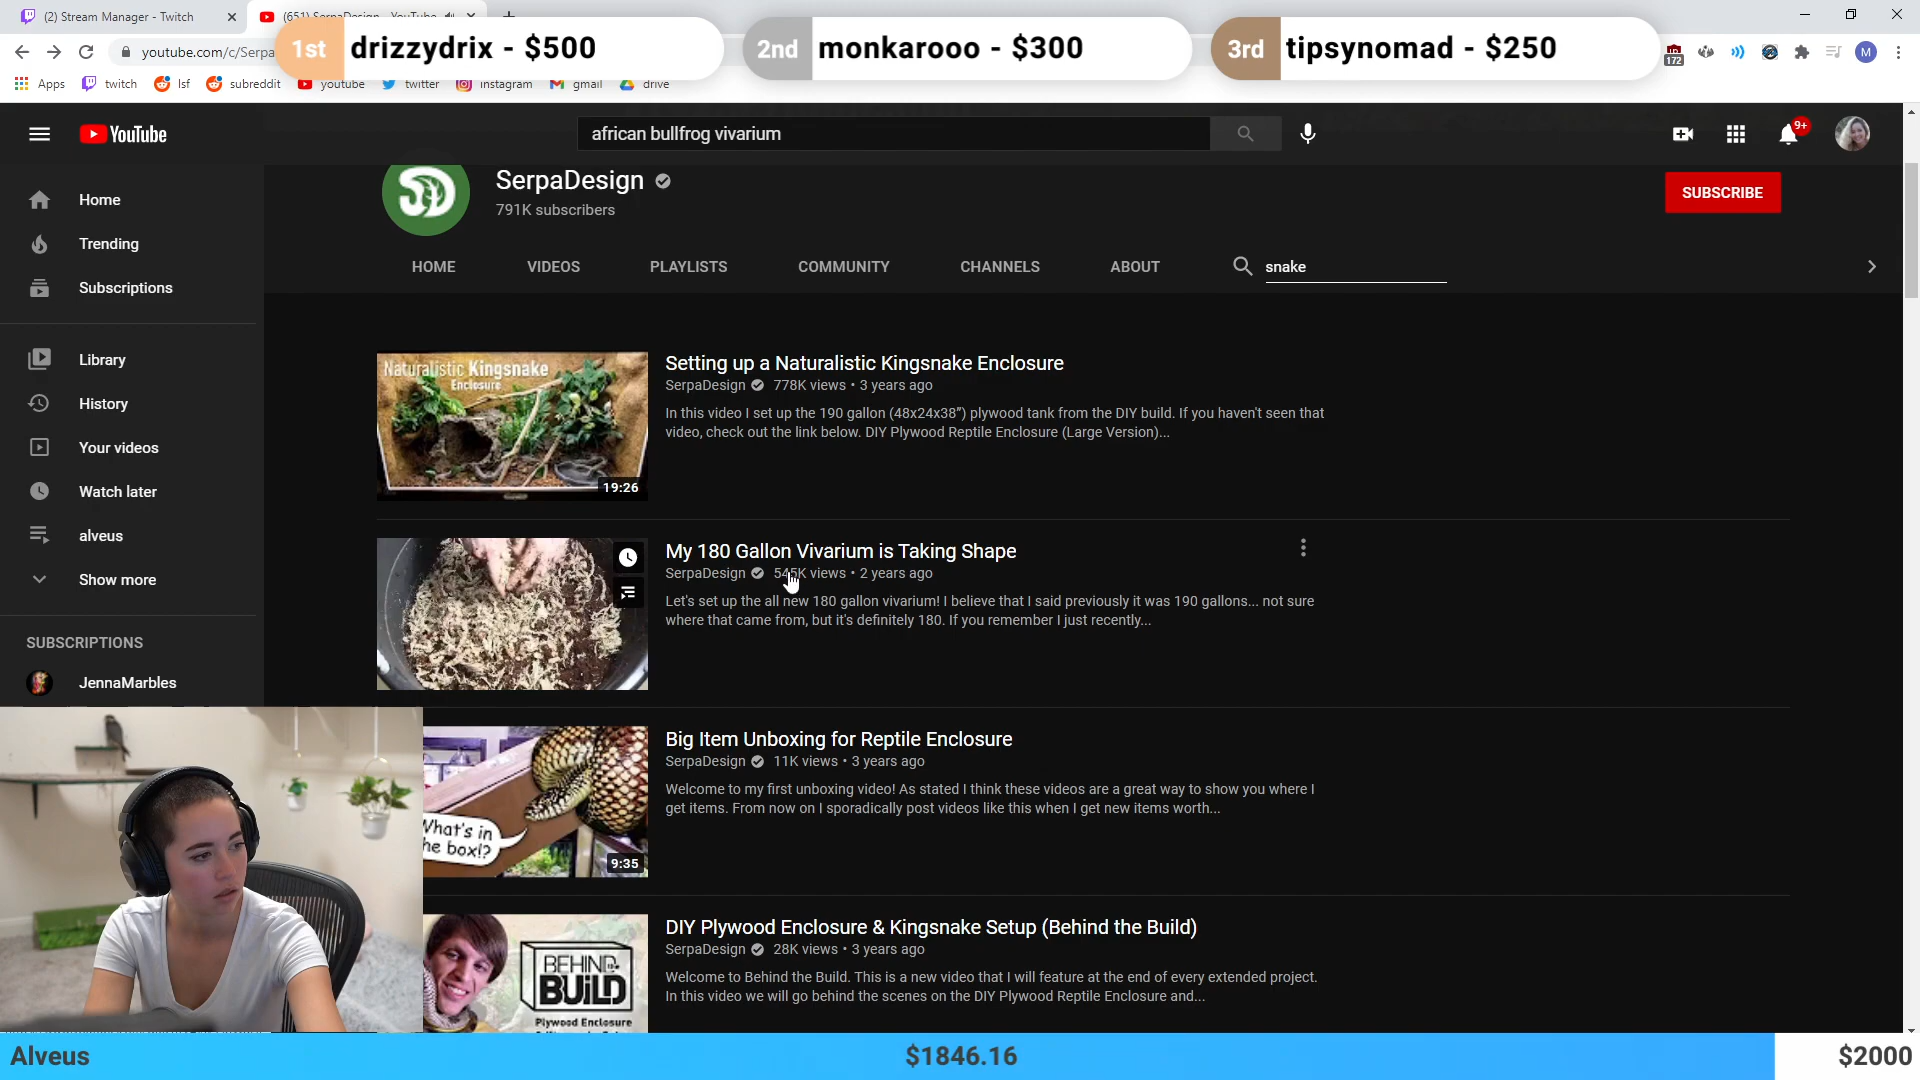 (2) Stream Manager - Twitch
(651) SerpaDesign - YouTube
1st drizzydrix - $500
2nd monkarooo - $300
3rd tipsynomad - $250
youtube.com/c/Serpa
172
M
Apps twitch lsf subreddit youtube twitter instagram gmail drive
YouTube
african bullfrog vivarium
9+
Home
Trending
Subscriptions
Library
History
Your videos
Watch later
alveus
Show more
SUBSCRIPTIONS
JennaMarbles
SD
SerpaDesign
791K subscribers
SUBSCRIBE
HOME VIDEOS PLAYLISTS COMMUNITY CHANNELS ABOUT snake
Naturalistic Kingsnake
Enclosure
19:26
Setting up a Naturalistic Kingsnake Enclosure
SerpaDesign 778K views • 3 years ago
In this video I set up the 190 gallon (48x24x38”) plywood tank from the DIY build. If you haven't seen that
video, check out the link below. DIY Plywood Reptile Enclosure (Large Version)...
My 180 Gallon Vivarium is Taking Shape
SerpaDesign 545K views • 2 years ago
Let's set up the all new 180 gallon vivarium! I believe that I said previously it was 190 gallons... not sure
where that came from, but it's definitely 180. If you remember I just recently...
What's in
he box!?
9:35
Big Item Unboxing for Reptile Enclosure
SerpaDesign 11K views • 3 years ago
Welcome to my first unboxing video! As stated I think these videos are a great way to show you where I
get items. From now on I sporadically post videos like this when I get new items worth...
BEHIND
BUILD
Plywood Enclosure
DIY Plywood Enclosure & Kingsnake Setup (Behind the Build)
SerpaDesign 28K views • 3 years ago
Welcome to Behind the Build. This is a new video that I will feature at the end of every extended project.
In this video we will go behind the scenes on the DIY Plywood Reptile Enclosure and...
Alveus $1846.16 $2000